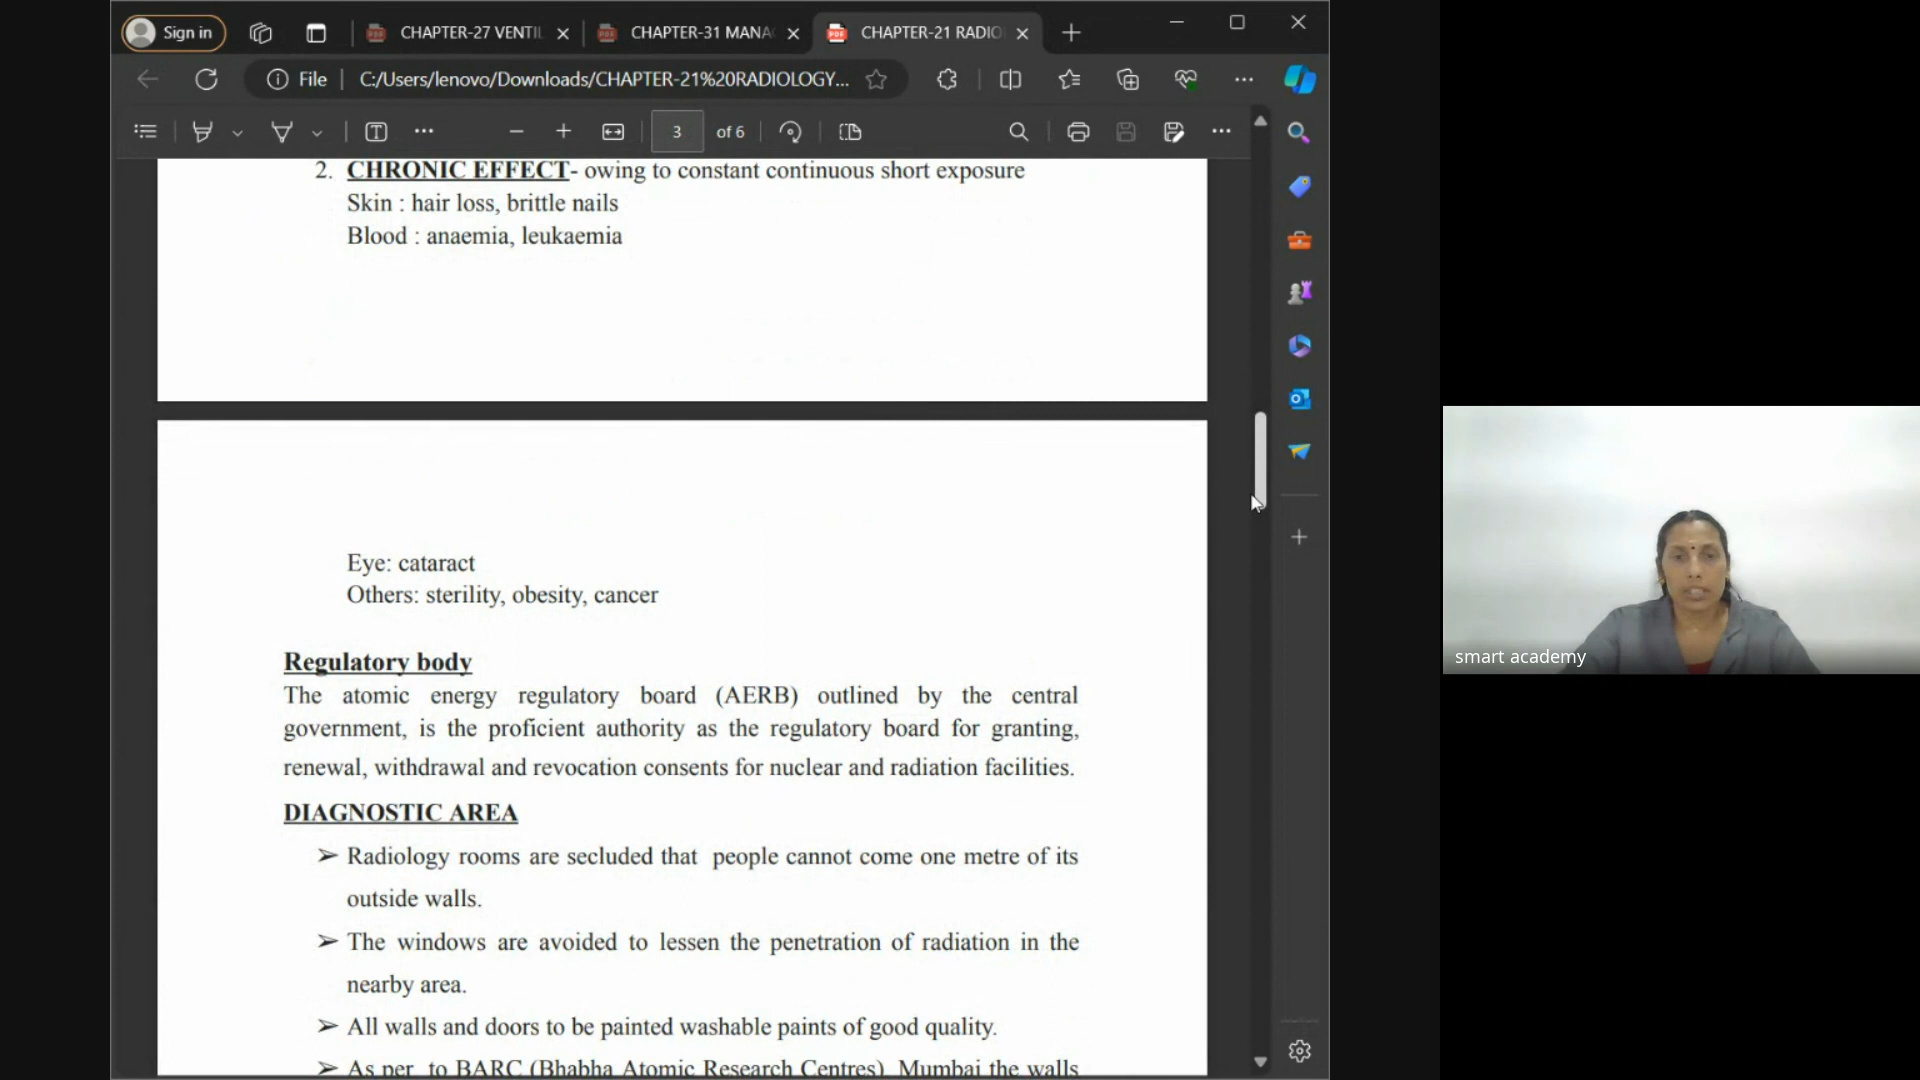 Sign in
CHAPTER-27 VENTIL
CHAPTER-31 MANA
CHAPTER-21 RADIO
File
C:/Users/lenovo/Downloads/CHAPTER-21%20RADIOLOGY...
3 of 6
2. CHRONIC EFFECT- owing to constant continuous short exposure
Skin : hair loss, brittle nails
Blood : anaemia, leukaemia
Eye: cataract
Others: sterility, obesity, cancer
Regulatory body
The atomic energy regulatory board (AERB) outlined by the central
government, is the proficient authority as the regulatory board for granting,
renewal, withdrawal and revocation consents for nuclear and radiation facilities.
DIAGNOSTIC AREA
➢ Radiology rooms are secluded that people cannot come one metre of its
outside walls.
➢ The windows are avoided to lessen the penetration of radiation in the
nearby area.
➢ All walls and doors to be painted washable paints of good quality.
➢ As per to BARC (Bhabha Atomic Research Centres), Mumbai the walls
smart academy